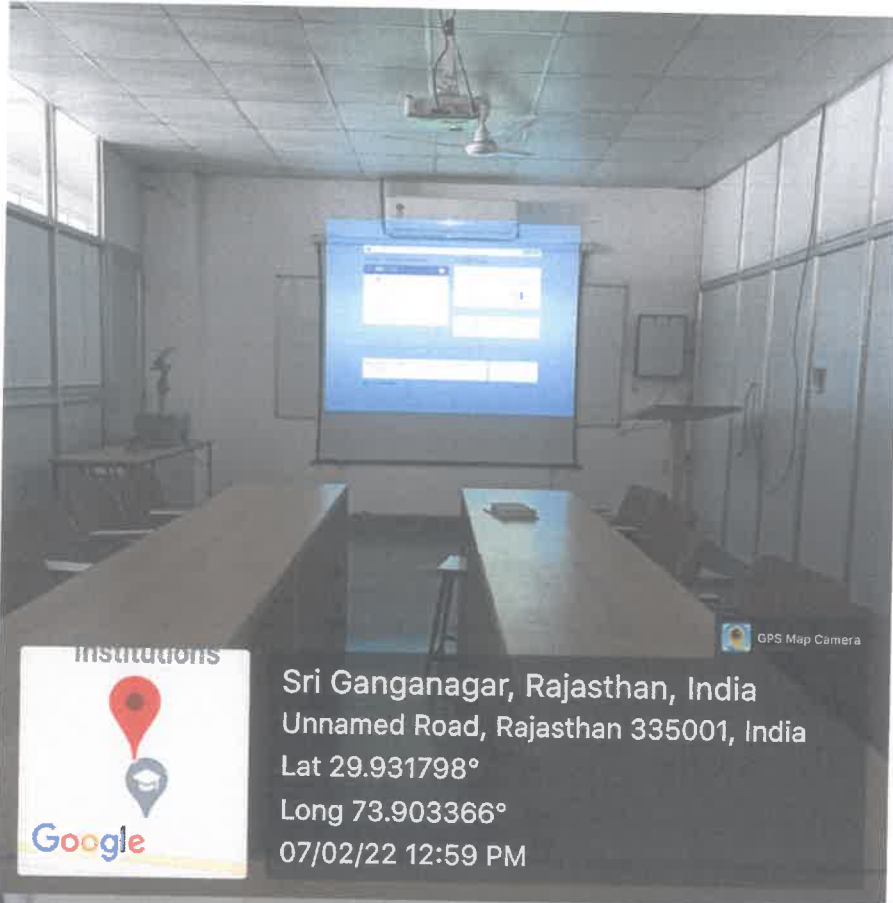 GPS Map Camera
Institutions
Sri Ganganagar, Rajasthan, India
Unnamed Road, Rajasthan 335001, India
Lat 29.931798°
Long 73.903366°
07/02/22 12:59 PM
Google